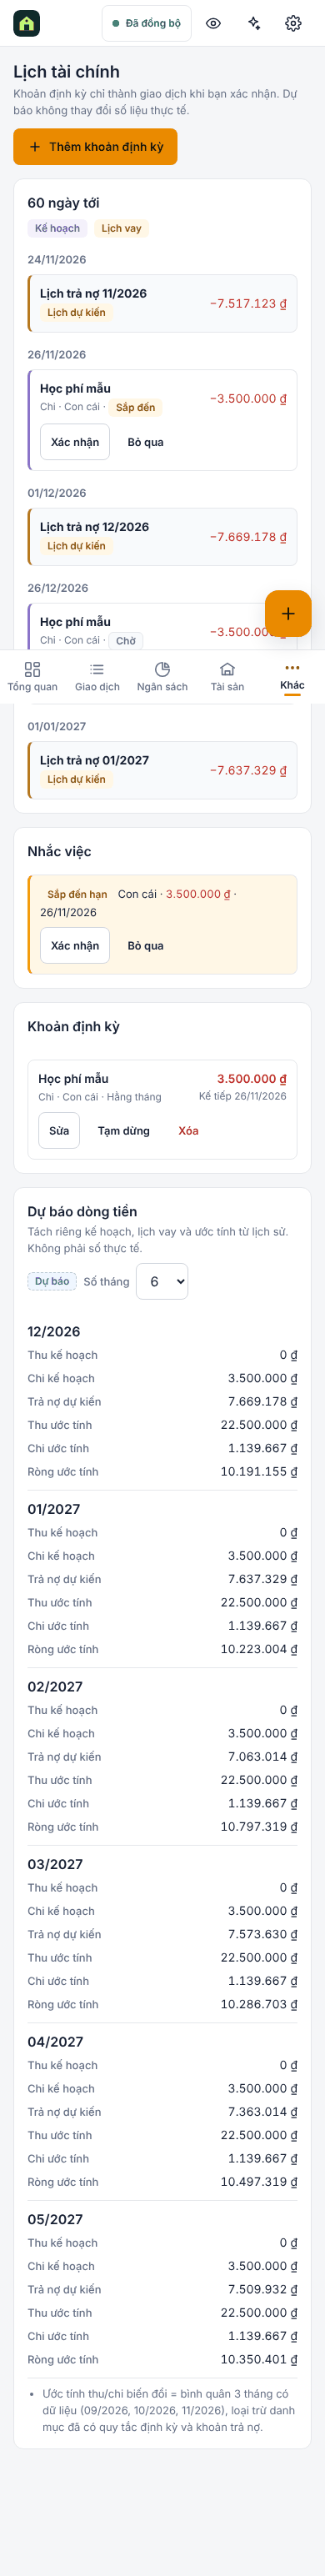 Đã đồng bộ
Lịch tài chính
Khoản định kỳ chỉ thành giao dịch khi bạn xác nhận. Dự
báo không thay đổi số liệu thực tế.
+ Thêm khoản định kỳ
60 ngày tới
Kế hoạch Lịch vay
24/11/2026
Lịch trả nợ 11/2026
Lịch dự kiến
−7.517.123 ₫
26/11/2026
Học phí mẫu
Chi · Con cái · Sắp đến
−3.500.000 ₫
Xác nhận Bỏ qua
01/12/2026
Lịch trả nợ 12/2026
Lịch dự kiến
−7.669.178 ₫
26/12/2026
Học phí mẫu
Chi · Con cái · Chờ
−3.500.000
+
Tổng quan Giao dịch Ngân sách Tài sản Khác
01/01/2027
Lịch trả nợ 01/2027
Lịch dự kiến
−7.637.329 ₫
Nhắc việc
Sắp đến hạn Con cái · 3.500.000 ₫ ·
26/11/2026
Xác nhận Bỏ qua
Khoản định kỳ
Học phí mẫu 3.500.000 ₫
Chi · Con cái · Hằng tháng Kế tiếp 26/11/2026
Sửa Tạm dừng Xóa
Dự báo dòng tiền
Tách riêng kế hoạch, lịch vay và ước tính từ lịch sử.
Không phải số thực tế.
Dự báo Số tháng 6
12/2026
Thu kế hoạch 0 ₫
Chi kế hoạch 3.500.000 ₫
Trả nợ dự kiến 7.669.178 ₫
Thu ước tính 22.500.000 ₫
Chi ước tính 1.139.667 ₫
Ròng ước tính 10.191.155 ₫
01/2027
Thu kế hoạch 0 ₫
Chi kế hoạch 3.500.000 ₫
Trả nợ dự kiến 7.637.329 ₫
Thu ước tính 22.500.000 ₫
Chi ước tính 1.139.667 ₫
Ròng ước tính 10.223.004 ₫
02/2027
Thu kế hoạch 0 ₫
Chi kế hoạch 3.500.000 ₫
Trả nợ dự kiến 7.063.014 ₫
Thu ước tính 22.500.000 ₫
Chi ước tính 1.139.667 ₫
Ròng ước tính 10.797.319 ₫
03/2027
Thu kế hoạch 0 ₫
Chi kế hoạch 3.500.000 ₫
Trả nợ dự kiến 7.573.630 ₫
Thu ước tính 22.500.000 ₫
Chi ước tính 1.139.667 ₫
Ròng ước tính 10.286.703 ₫
04/2027
Thu kế hoạch 0 ₫
Chi kế hoạch 3.500.000 ₫
Trả nợ dự kiến 7.363.014 ₫
Thu ước tính 22.500.000 ₫
Chi ước tính 1.139.667 ₫
Ròng ước tính 10.497.319 ₫
05/2027
Thu kế hoạch 0 ₫
Chi kế hoạch 3.500.000 ₫
Trả nợ dự kiến 7.509.932 ₫
Thu ước tính 22.500.000 ₫
Chi ước tính 1.139.667 ₫
Ròng ước tính 10.350.401 ₫
• Ước tính thu/chi biến đổi = bình quân 3 tháng có
dữ liệu (09/2026, 10/2026, 11/2026), loại trừ danh
mục đã có quy tắc định kỳ và khoản trả nợ.